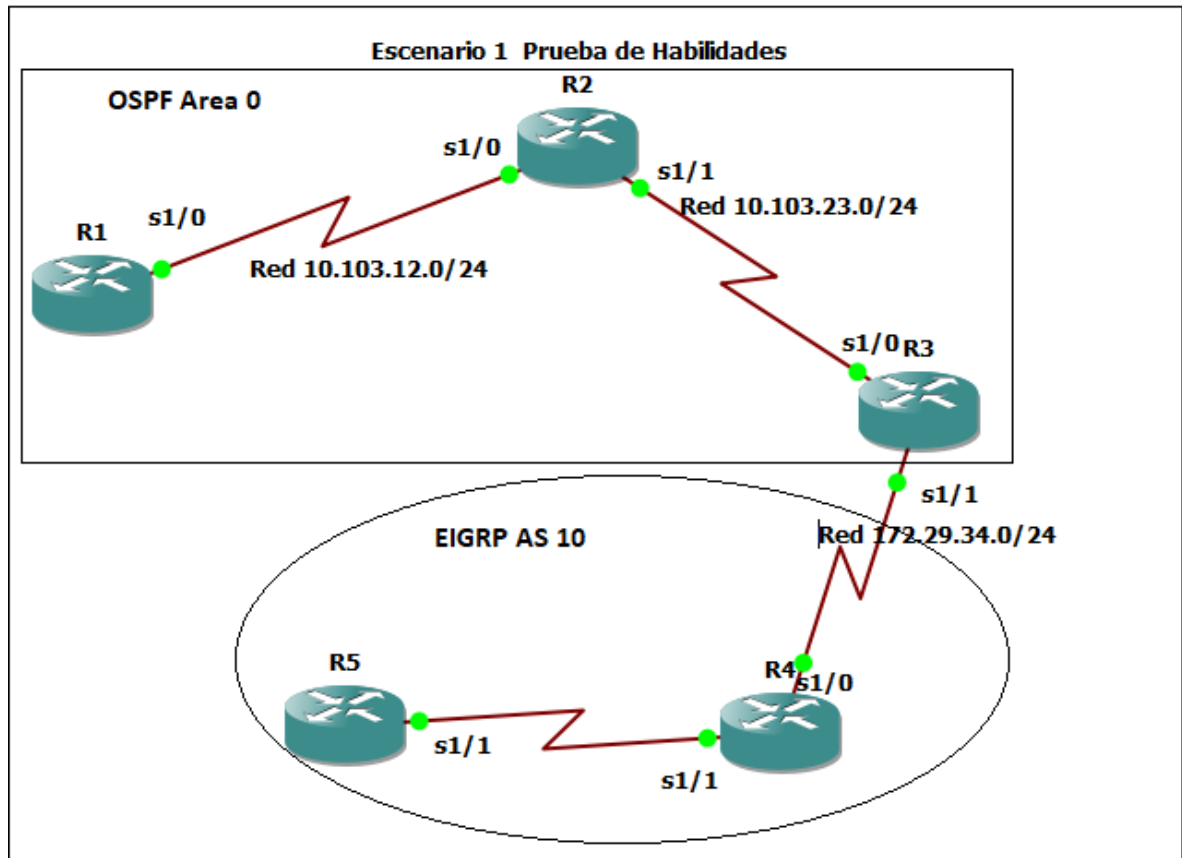 Escenario 1 Prueba de Habilidades
OSPF Area 0
R2
s1/0
s1/1
Red 10.103.23.0/24
s1/0
R1
Red 10.103.12.0/24
s1/0
R3
s1/1
Red 172.29.34.0/24
EIGRP AS 10
R5
R4
s1/0
s1/1
s1/1